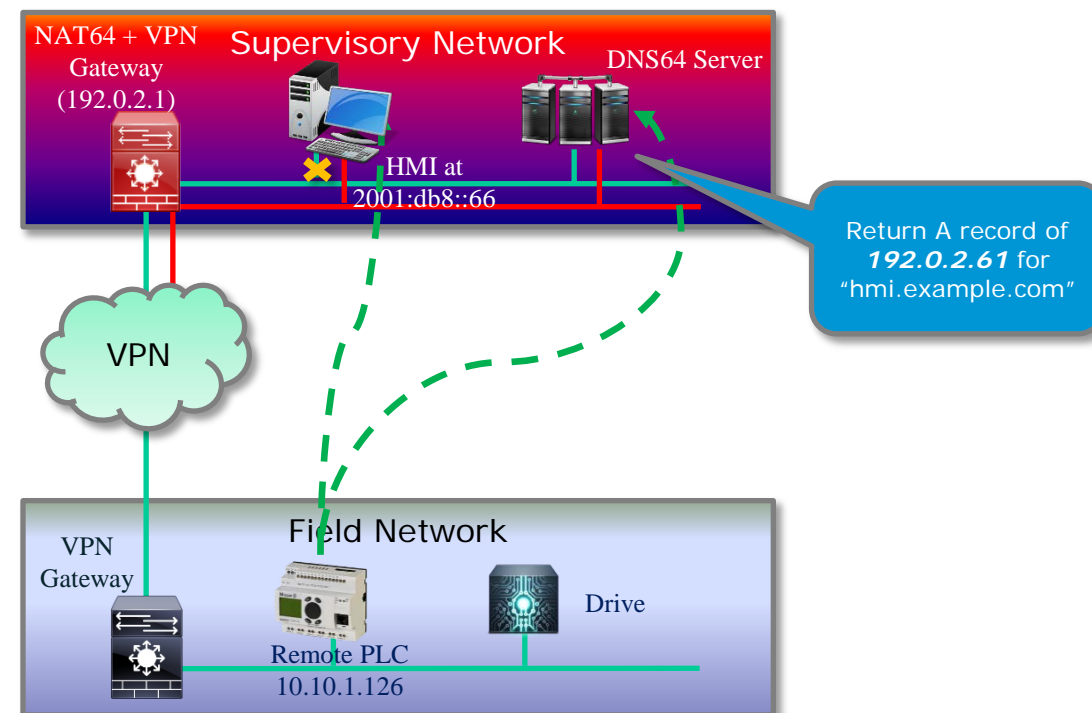 NAT64 + VPN
Gateway
(192.0.2.1)
Supervisory Network
DNS64 Server
HMI at
2001:db8::66
Return A record of
192.0.2.61 for
“hmi.example.com”
VPN
Field Network
VPN
Gateway
Drive
Remote PLC
10.10.1.126